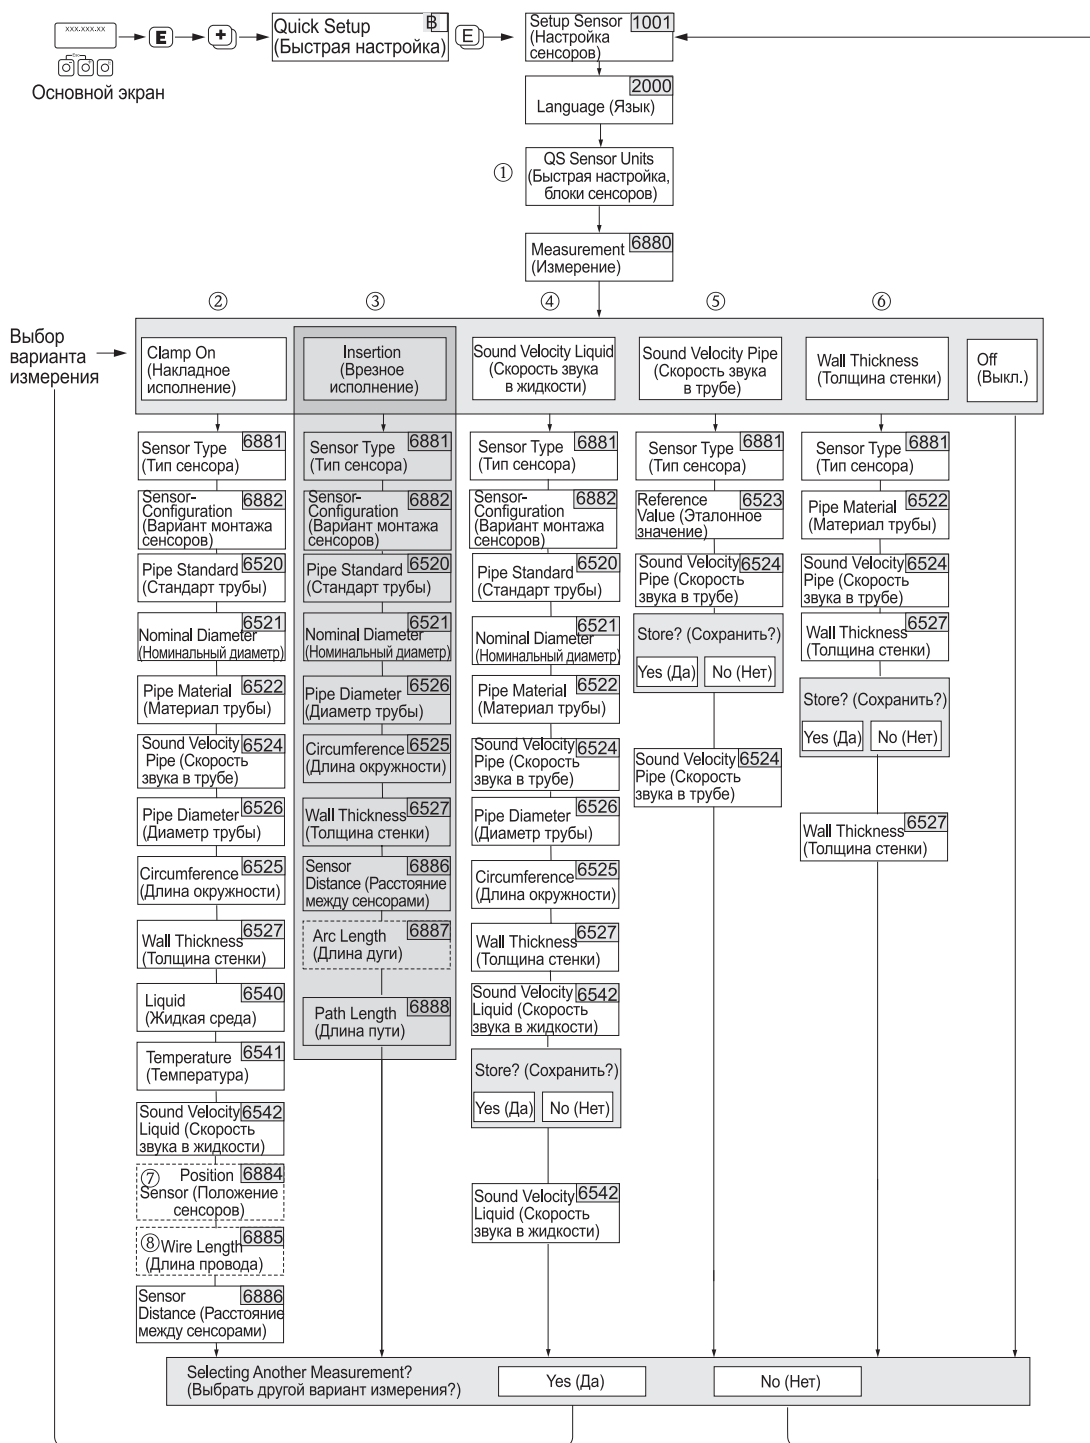 xxx.xxx.xx
Esc
E
+
Основной экран
Quick Setup B
(Быстрая настройка)
E
Setup Sensor 1001
(Настройка
сенсоров)
2000
Language (Язык)
①
QS Sensor Units
(Быстрая настройка,
блоки сенсоров)
Measurement 6880
(Измерение)
② ③ ④ ⑤ ⑥
Выбор
варианта
измерения
Clamp On
(Накладное
исполнение)
Insertion
(Врезное
исполнение)
Sound Velocity Liquid
(Скорость звука
в жидкости)
Sound Velocity Pipe
(Скорость звука
в трубе)
Wall Thickness
(Толщина стенки)
Off
(Выкл.)
Sensor Type 6881
(Тип сенсора)
Sensor- 6882
Configuration
(Вариант монтажа
сенсоров)
Pipe Standard 6520
(Стандарт трубы)
6521
Nominal Diameter
(Номинальный диаметр)
Pipe Material 6522
(Материал трубы)
Sound Velocity 6524
Pipe (Скорость
звука в трубе)
Pipe Diameter 6526
(Диаметр трубы)
Circumference 6525
(Длина окружности)
Wall Thickness 6527
(Толщина стенки)
Liquid 6540
(Жидкая среда)
Temperature 6541
(Температура)
Sound Velocity 6542
Liquid (Скорость
звука в жидкости)
⑦ Position 6884
Sensor (Положение
сенсоров)
⑧ Wire Length 6885
(Длина провода)
Sensor 6886
Distance (Расстояние
между сенсорами)
Sensor Type 6881
(Тип сенсора)
Sensor- 6882
Configuration
(Вариант монтажа
сенсоров)
Pipe Standard 6520
(Стандарт трубы)
6521
Nominal Diameter
(Номинальный диаметр)
Pipe Diameter 6526
(Диаметр трубы)
Circumference 6525
(Длина окружности)
Wall Thickness 6527
(Толщина стенки)
Sensor 6886
Distance (Расстояние
между сенсорами)
Arc Length 6887
(Длина дуги)
Path Length 6888
(Длина пути)
Sensor Type 6881
(Тип сенсора)
Sensor- 6882
Configuration
(Вариант монтажа
сенсоров)
Pipe Standard 6520
(Стандарт трубы)
6521
Nominal Diameter
(Номинальный диаметр)
Pipe Material 6522
(Материал трубы)
Sound Velocity 6524
Pipe (Скорость
звука в трубе)
Pipe Diameter 6526
(Диаметр трубы)
Circumference 6525
(Длина окружности)
Wall Thickness 6527
(Толщина стенки)
Sound Velocity 6542
Liquid (Скорость
звука в жидкости)
Store? (Сохранить?)
Yes (Да) No (Нет)
Sound Velocity 6542
Liquid (Скорость
звука в жидкости)
Sensor Type 6881
(Тип сенсора)
Reference 6523
Value (Эталонное
значение)
Sound Velocity 6524
Pipe (Скорость
звука в трубе)
Store? (Сохранить?)
Yes (Да) No (Нет)
Sound Velocity 6524
Pipe (Скорость
звука в трубе)
Sensor Type 6881
(Тип сенсора)
Pipe Material 6522
(Материал трубы)
Sound Velocity 6524
Pipe (Скорость
звука в трубе)
Wall Thickness 6527
(Толщина стенки)
Store? (Сохранить?)
Yes (Да) No (Нет)
Wall Thickness 6527
(Толщина стенки)
Selecting Another Measurement?
(Выбрать другой вариант измерения?)
Yes (Да) No (Нет)